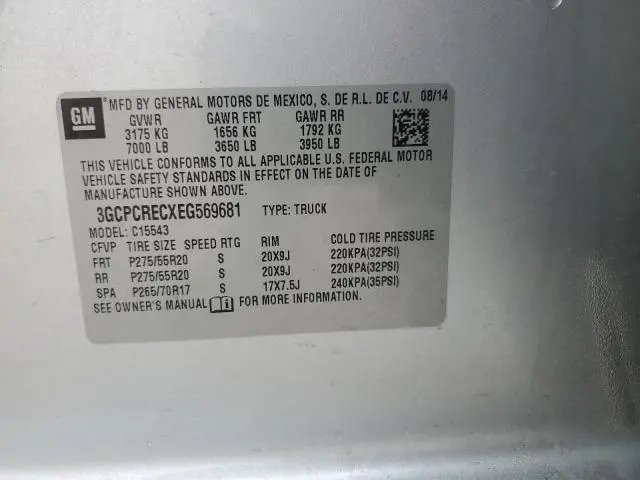 GM
*MFD BY GENERAL MOTORS DE MEXICO, S. DE R.L. DE C.V. 08/14
GVWR GAWR FRT GAWR RR
3175 KG 1656 KG 1792 KG
7000 LB 3650 LB 3950 LB
THIS VEHICLE CONFORMS TO ALL APPLICABLE U.S. FEDERAL MOTOR
VEHICLE SAFETY STANDARDS IN EFFECT ON THE DATE OF
MANUFACTURE SHOWN ABOVE.
3GCPCRECXEG569681 TYPE: TRUCK
MODEL: C15543
CFVP TIRE SIZE SPEED RTG RIM COLD TIRE PRESSURE
FRT P275/55R20 S 20X9J 220KPA(32PSI)
RR P275/55R20 S 20X9J 220KPA(32PSI)
SPA P265/70R17 S 17X7.5J 240KPA(35PSI)
SEE OWNER'S MANUAL FOR MORE INFORMATION.